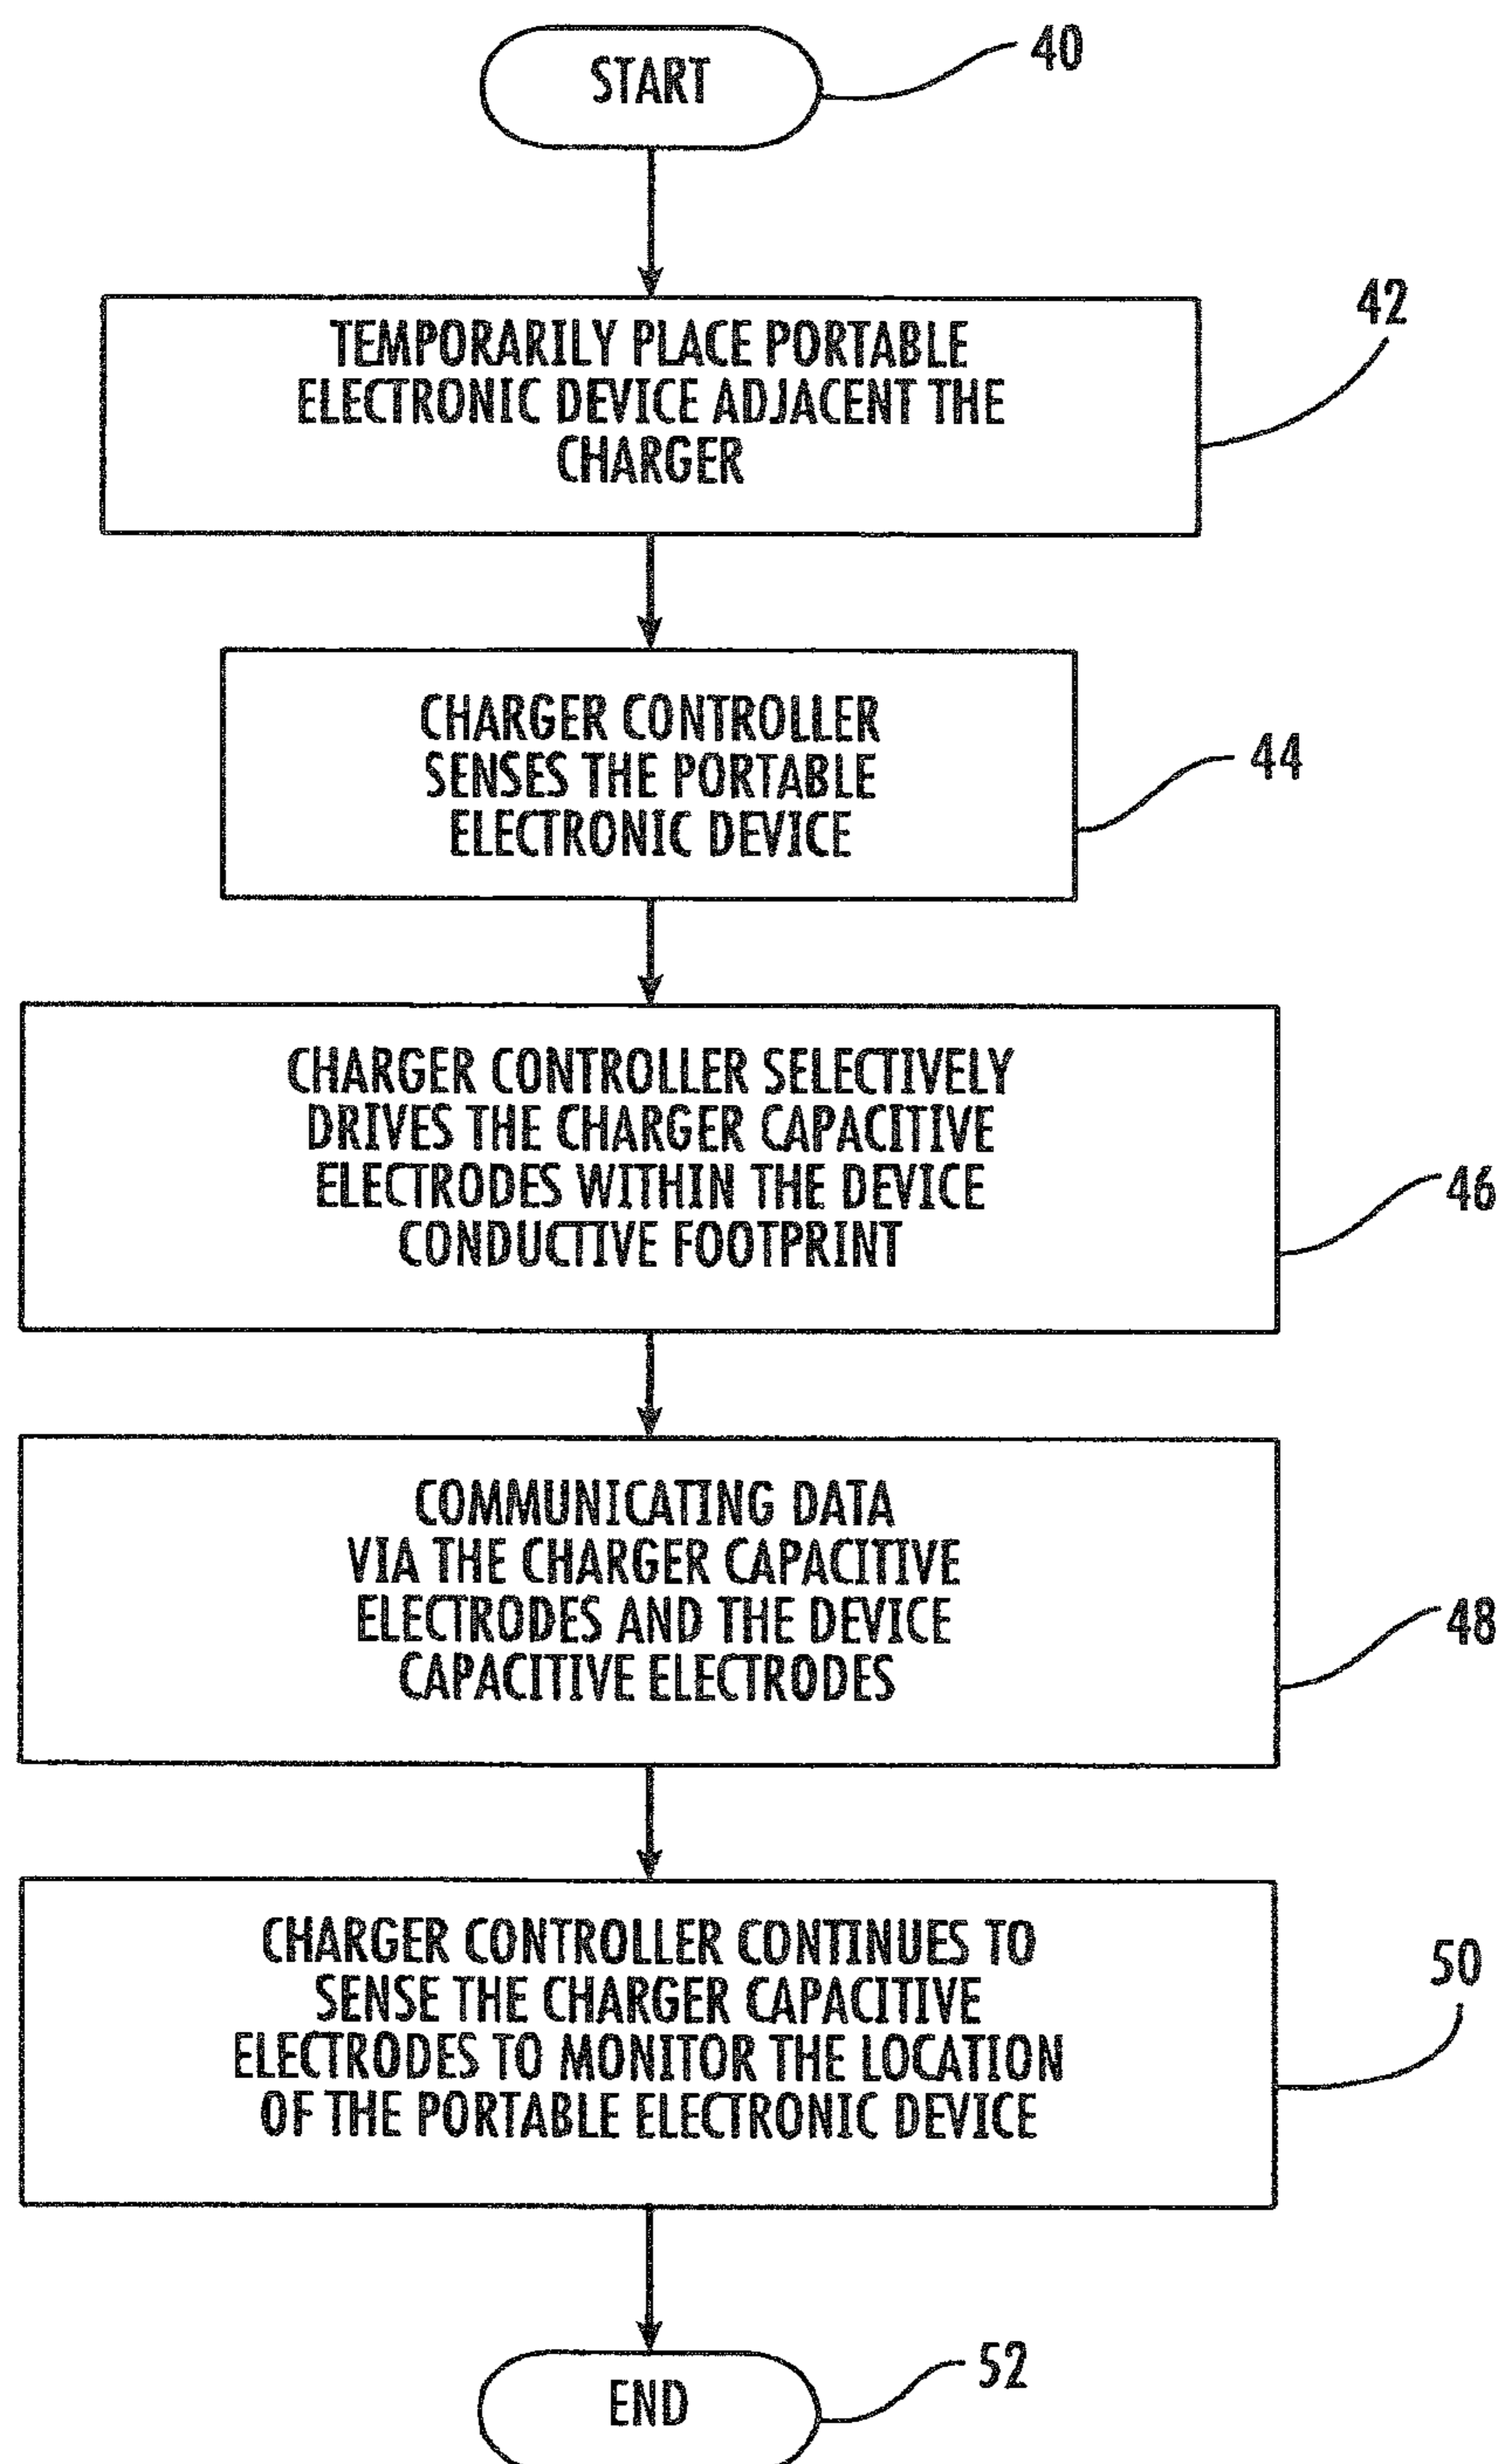 START
40
TEMPORARILY PLACE PORTABLE
ELECTRONIC DEVICE ADJACENT THE
CHARGER
42
CHARGER CONTROLLER
SENSES THE PORTABLE
ELECTRONIC DEVICE
44
CHARGER CONTROLLER SELECTIVELY
DRIVES THE CHARGER CAPACITIVE
ELECTRODES WITHIN THE DEVICE
CONDUCTIVE FOOTPRINT
46
COMMUNICATING DATA
VIA THE CHARGER CAPACITIVE
ELECTRODES AND THE DEVICE
CAPACITIVE ELECTRODES
48
CHARGER CONTROLLER CONTINUES TO
SENSE THE CHARGER CAPACITIVE
ELECTRODES TO MONITOR THE LOCATION
OF THE PORTABLE ELECTRONIC DEVICE
50
END
52